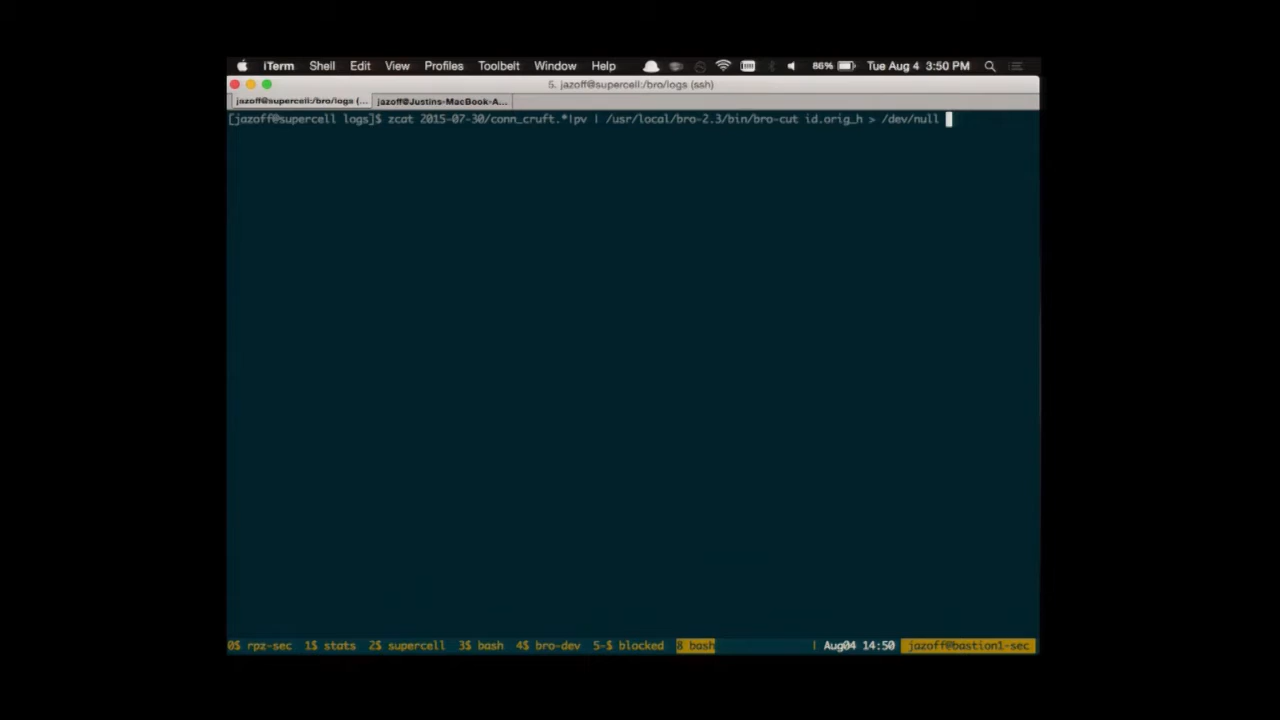 iTerm Shell Edit View Profiles Toolbelt Window Help 86% Tue Aug 4 3:50 PM
5. jazoff@supercell:/bro/logs (ssh)
jazoff@supercell:/bro/logs (... jazoff@Justins-MacBook-A...
[jazoff@supercell logs]$ zcat 2015-07-30/conn_cruft.*|pv | /usr/local/bro-2.3/bin/bro-cut id.orig_h > /dev/null
0$ rpz-sec 1$ stats 2$ supercell 3$ bash 4$ bro-dev 5-$ blocked 8 bash | Aug04 14:50 jazoff@bastion1-sec